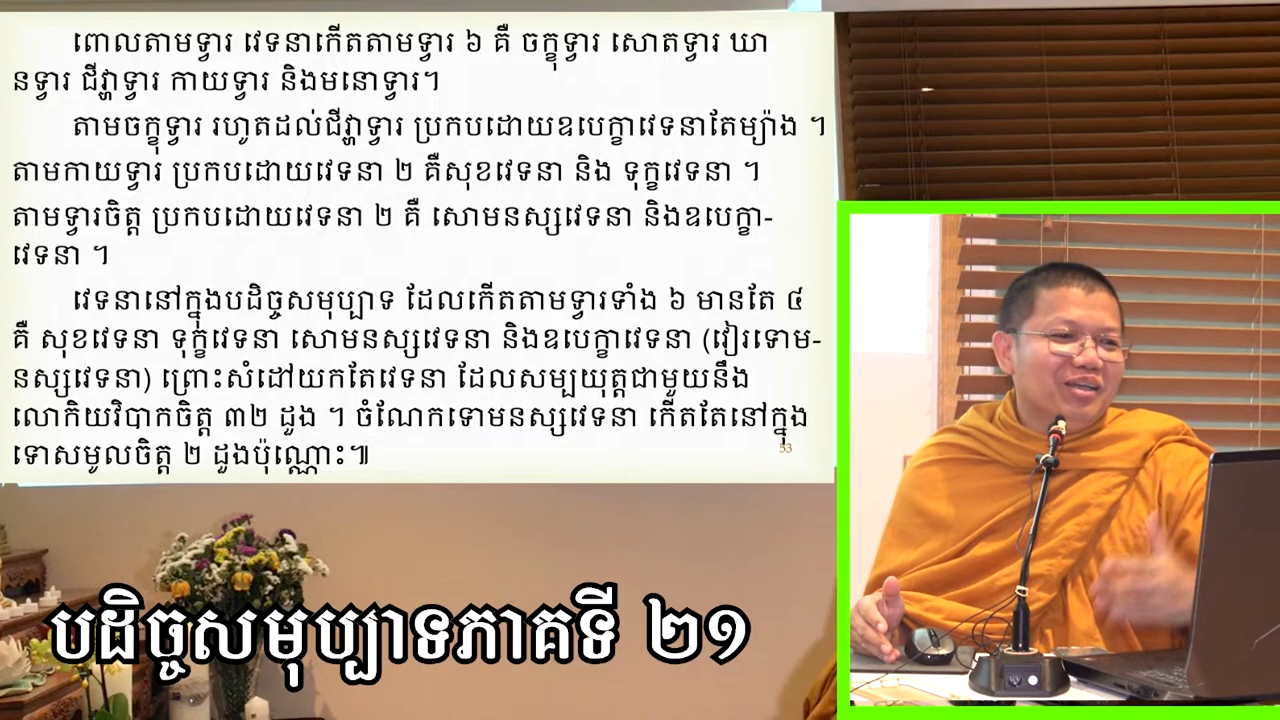 ពោលតាមទ្វារ វេទនាកើតតាមទ្វារ ៦ គឺ ចក្ខុទ្វារ សោតទ្វារ ឃា
នទ្វារ ជីវ្ហាទ្វារ កាយទ្វារ និងមនោទ្វារ។
តាមចក្ខុទ្វារ រហូតដល់ជីវ្ហាទ្វារ ប្រកបដោយឧបេក្ខាវេទនាតែម្យ៉ាង ។
តាមកាយទ្វារ ប្រកបដោយវេទនា ២ គឺសុខវេទនា និង ទុក្ខវេទនា ។
តាមទ្វារចិត្ត ប្រកបដោយវេទនា ២ គឺ សោមនស្សវេទនា និងឧបេក្ខា-
វេទនា ។
វេទនានៅក្នុងបដិច្ចសមុប្បាទ ដែលកើតតាមទ្វារទាំង ៦ មានតែ ៤
គឺ សុខវេទនា ទុក្ខវេទនា សោមនស្សវេទនា និងឧបេក្ខាវេទនា (វៀរទោម-
នស្សវេទនា) ព្រោះសំដៅយកតែវេទនា ដែលសម្បយុត្តជាមួយនឹង
លោកិយវិបាកចិត្ត ៣២ ដួង ។ ចំណែកទោមនស្សវេទនា កើតតែនៅក្នុង
ទោសមូលចិត្ត ២ ដួងប៉ុណ្ណោះ៕
53
បដិច្ចសមុប្បាទភាគទី ២១